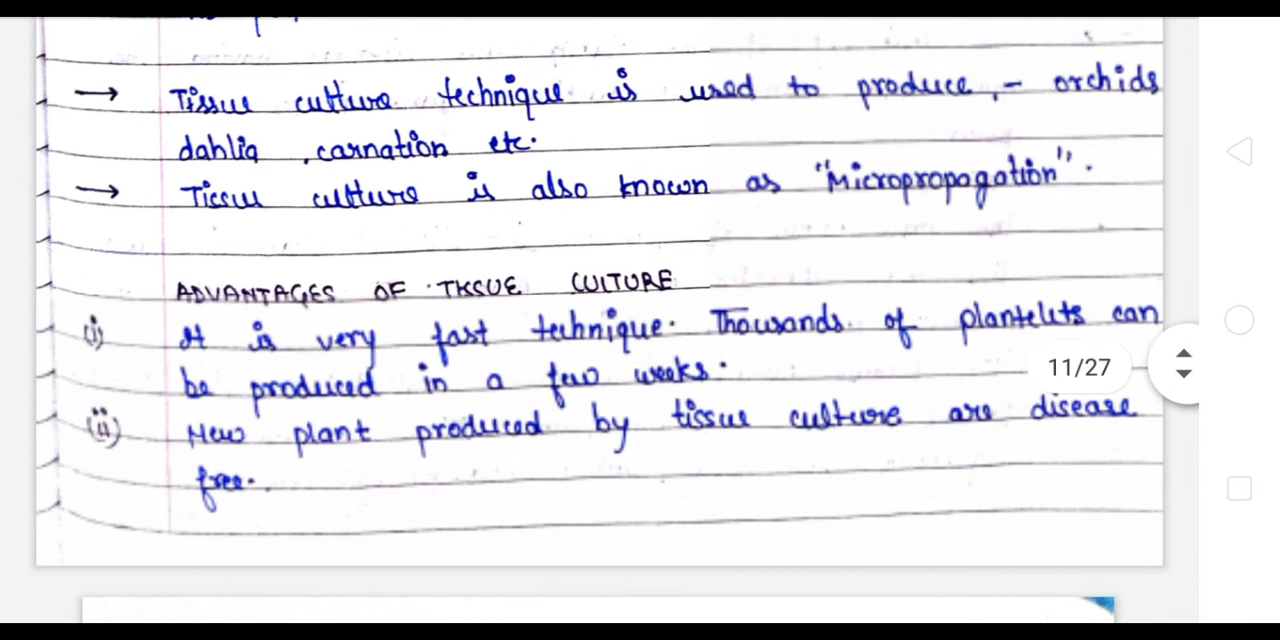 → Tissue culture technique is used to produce, - orchids
dahlia , carnation etc.
→ Tissue culture is also known as "Micropropogation".
ADVANTAGES OF TISSUE CULTURE
(i) It is very fast technique. Thousands of plantelets can
11/27
be produced in a few weeks.
(ii) New plant produced by tissue culture are disease
free.